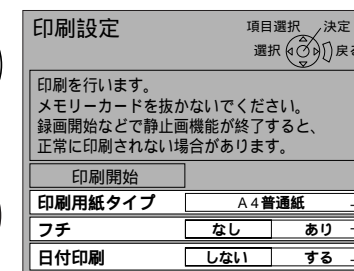 印刷設定
項目選択 決定
選択 戻る
印刷を行います。
メモリーカードを抜かないでください。
録画開始などで静止画機能が終了すると、
正常に印刷されない場合があります。
印刷開始
印刷用紙タイプ A4普通紙
フチ なし あり
日付印刷 しない する